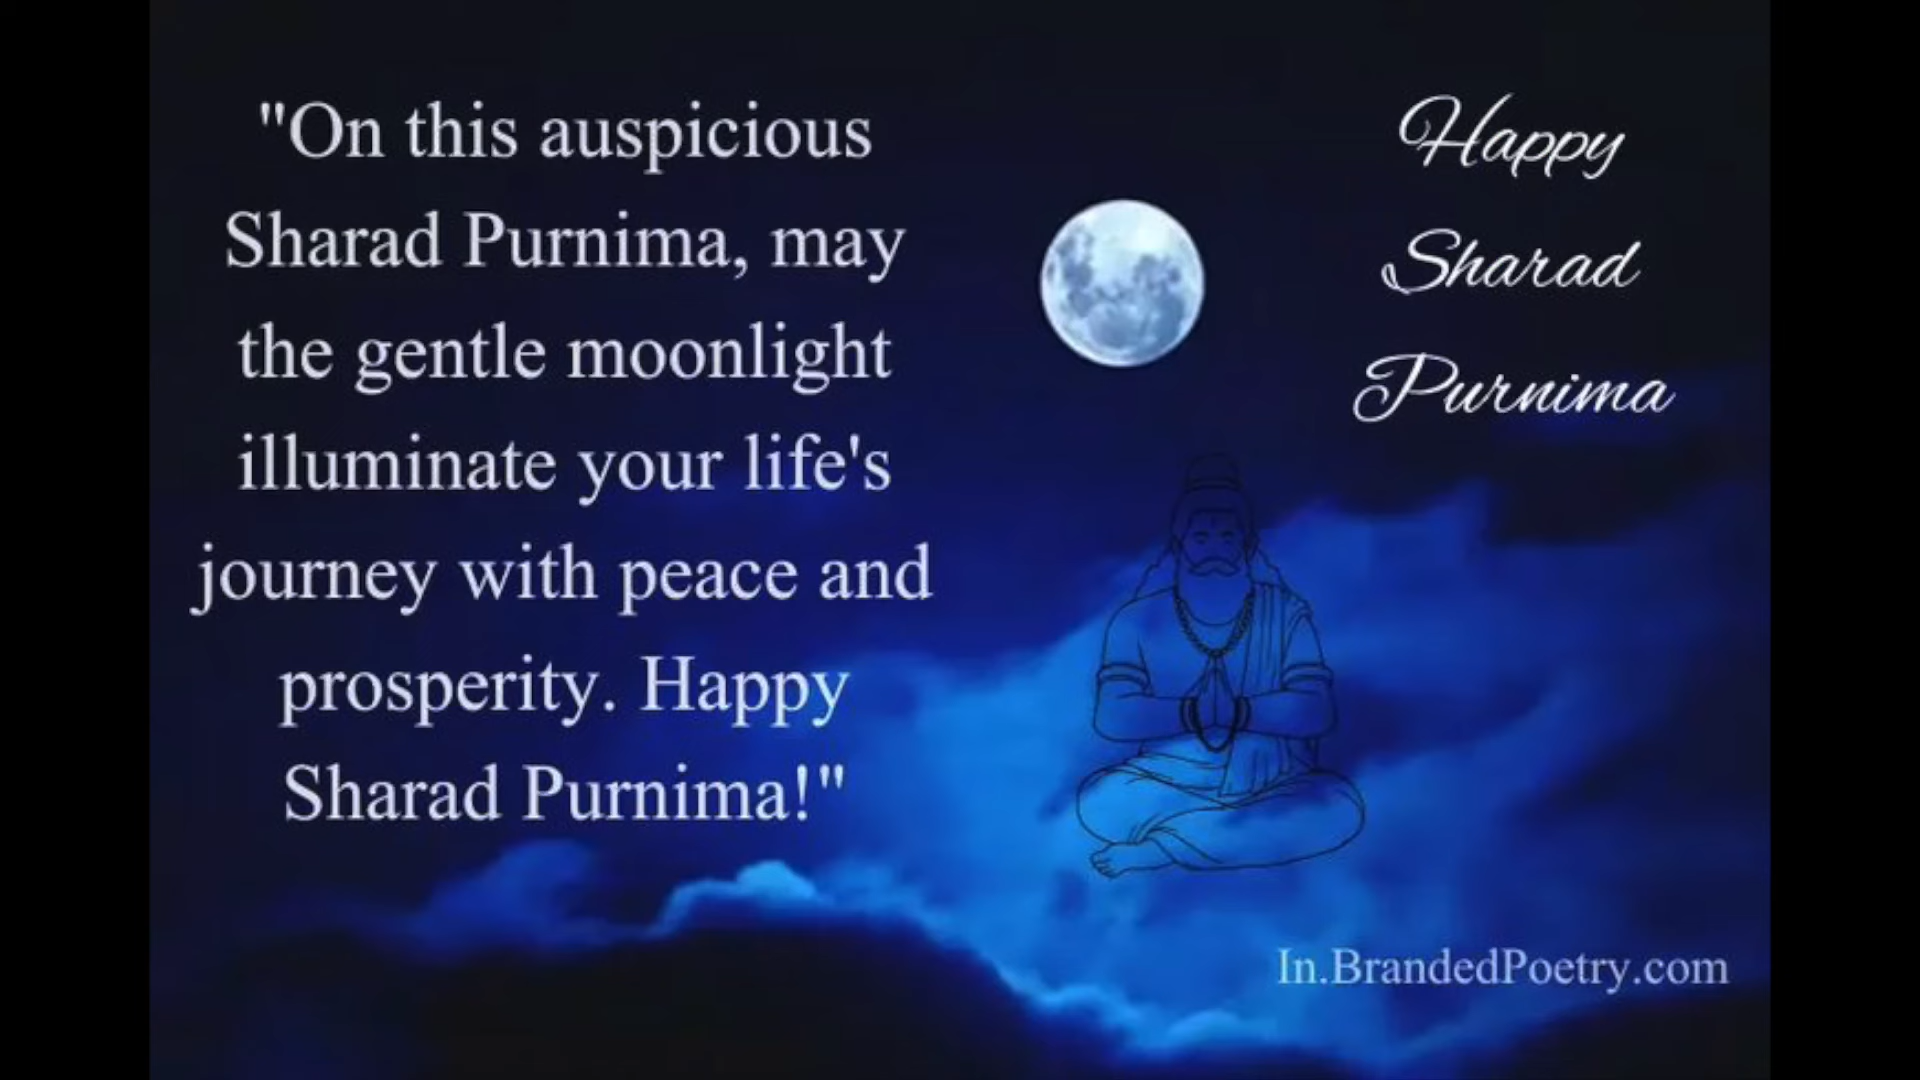 "On this auspicious
Sharad Purnima, may
the gentle moonlight
illuminate your life's
journey with peace and
prosperity. Happy
Sharad Purnima!"
Happy
Sharad
Purnima
In.BrandedPoetry.com